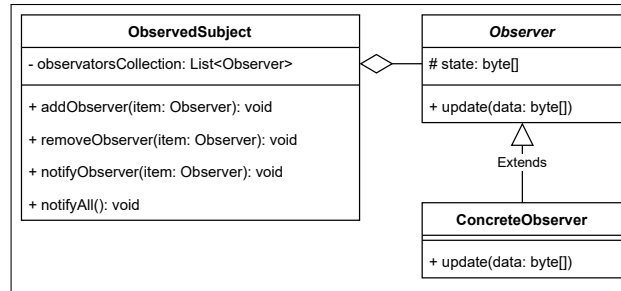 ObservedSubject
- observatorsCollection: List<Observer>
+ addObserver(item: Observer): void
+ removeObserver(item: Observer): void
+ notifyObserver(item: Observer): void
+ notifyAll(): void
Observer
# state: byte[]
+ update(data: byte[])
Extends
ConcreteObserver
+ update(data: byte[])